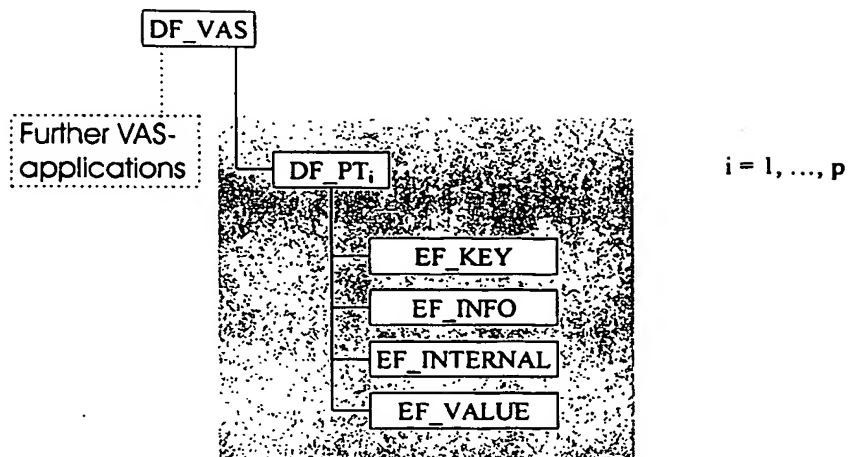 DF_VAS
Further VAS-
applications
DF_PTi
i = 1, ..., p
EF_KEY
EF_INFO
EF_INTERNAL
EF_VALUE